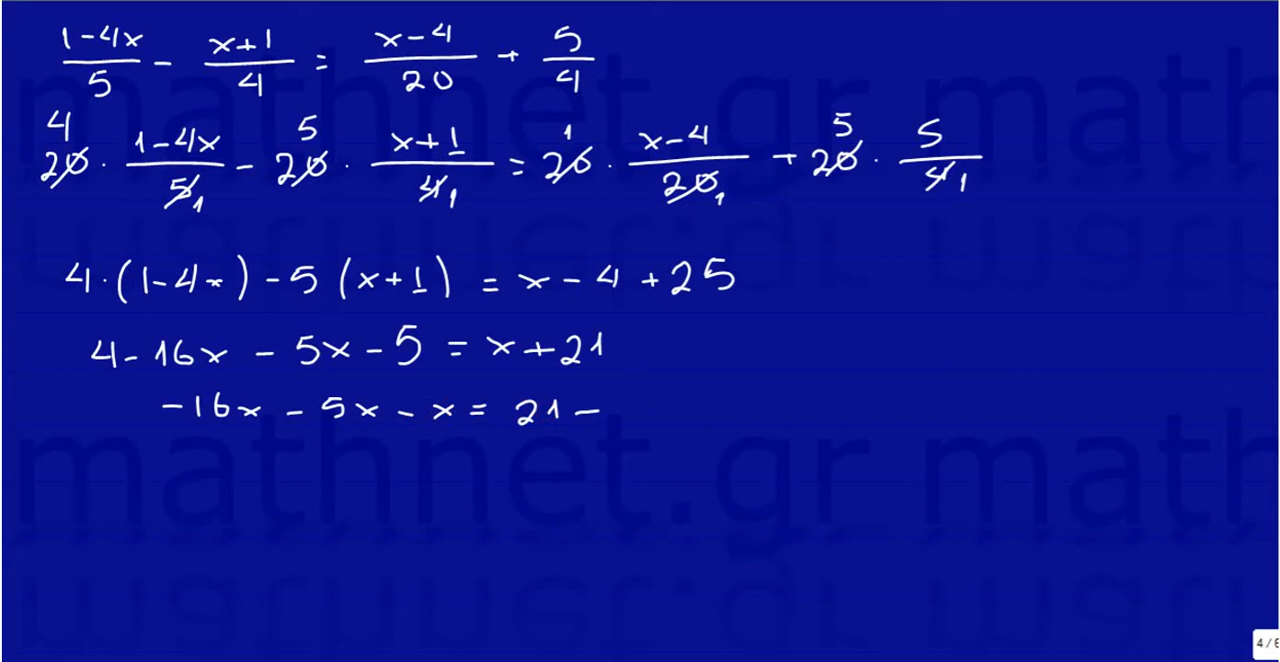 1-4x/5 - x+1/4 = x-4/20 + 5/4
4 5 1 5
20 · 1-4x/5 1 - 20 · x+1/4 1 = 20 · x-4/20 1 + 20 · 5/4 1
4·(1-4x)-5(x+1) = x-4+25
4-16x-5x-5 = x+21
-16x-5x-x = 21-
mathnet.gr
4 / 6